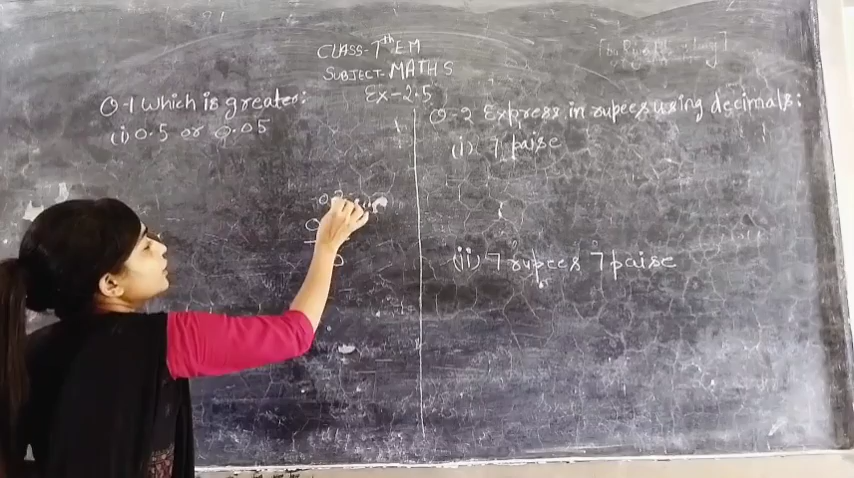 CLASS-7th EM
SUBJECT-MATHS
Ex-2.5
Q-1 Which is greater:
(i) 0.5 or 0.05
Q-2 Express in rupees using decimals:
(i) 7 paise
(ii) 7 rupees 7 paise